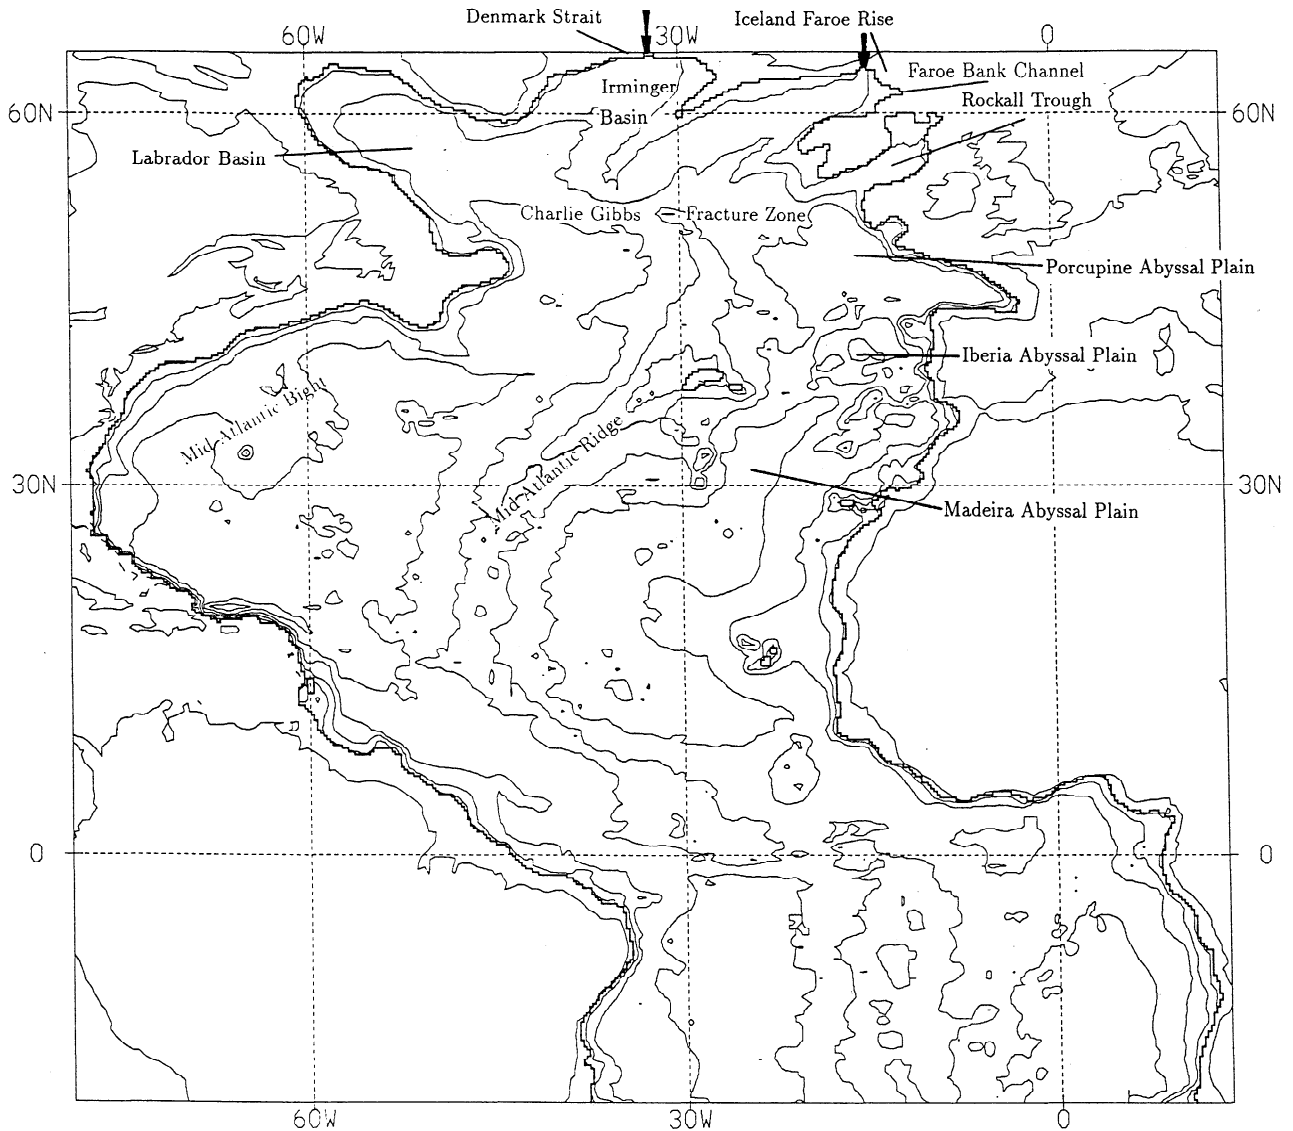 Denmark Strait
Iceland Faroe Rise
60W
30W
0
Faroe Bank Channel
Irminger
Rockall Trough
60N
Basin
60N
Labrador Basin
Charlie Gibbs
Fracture Zone
Porcupine Abyssal Plain
Iberia Abyssal Plain
Mid-Atlantic Bight
Mid-Atlantic Ridge
30N
30N
Madeira Abyssal Plain
0
0
60W
30W
0